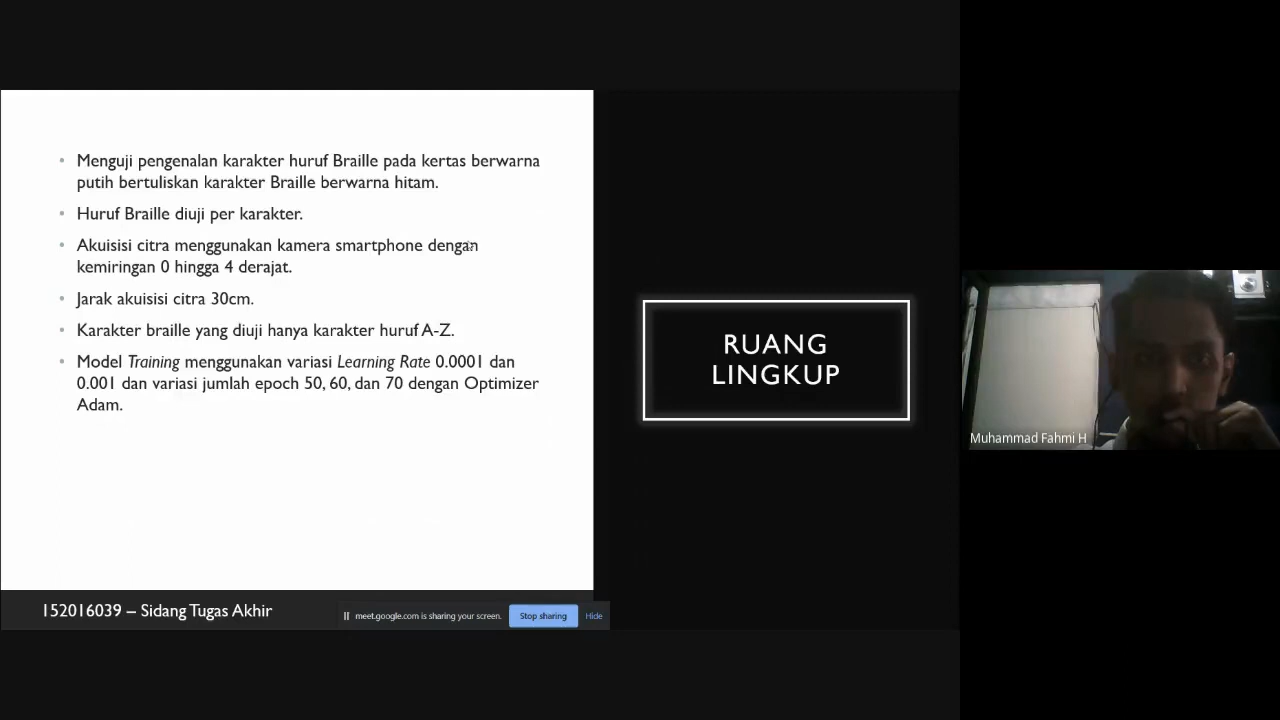 Menguji pengenalan karakter huruf Braille pada kertas berwarna
putih bertuliskan karakter Braille berwarna hitam.
Huruf Braille diuji per karakter.
Akuisisi citra menggunakan kamera smartphone dengan
kemiringan 0 hingga 4 derajat.
Jarak akuisisi citra 30cm.
Karakter braille yang diuji hanya karakter huruf A-Z.
Model Training menggunakan variasi Learning Rate 0.0001 dan
0.001 dan variasi jumlah epoch 50, 60, dan 70 dengan Optimizer
Adam.
RUANG
LINGKUP
Muhammad Fahmi H
152016039 – Sidang Tugas Akhir
meet.google.com is sharing your screen.
Stop sharing
Hide